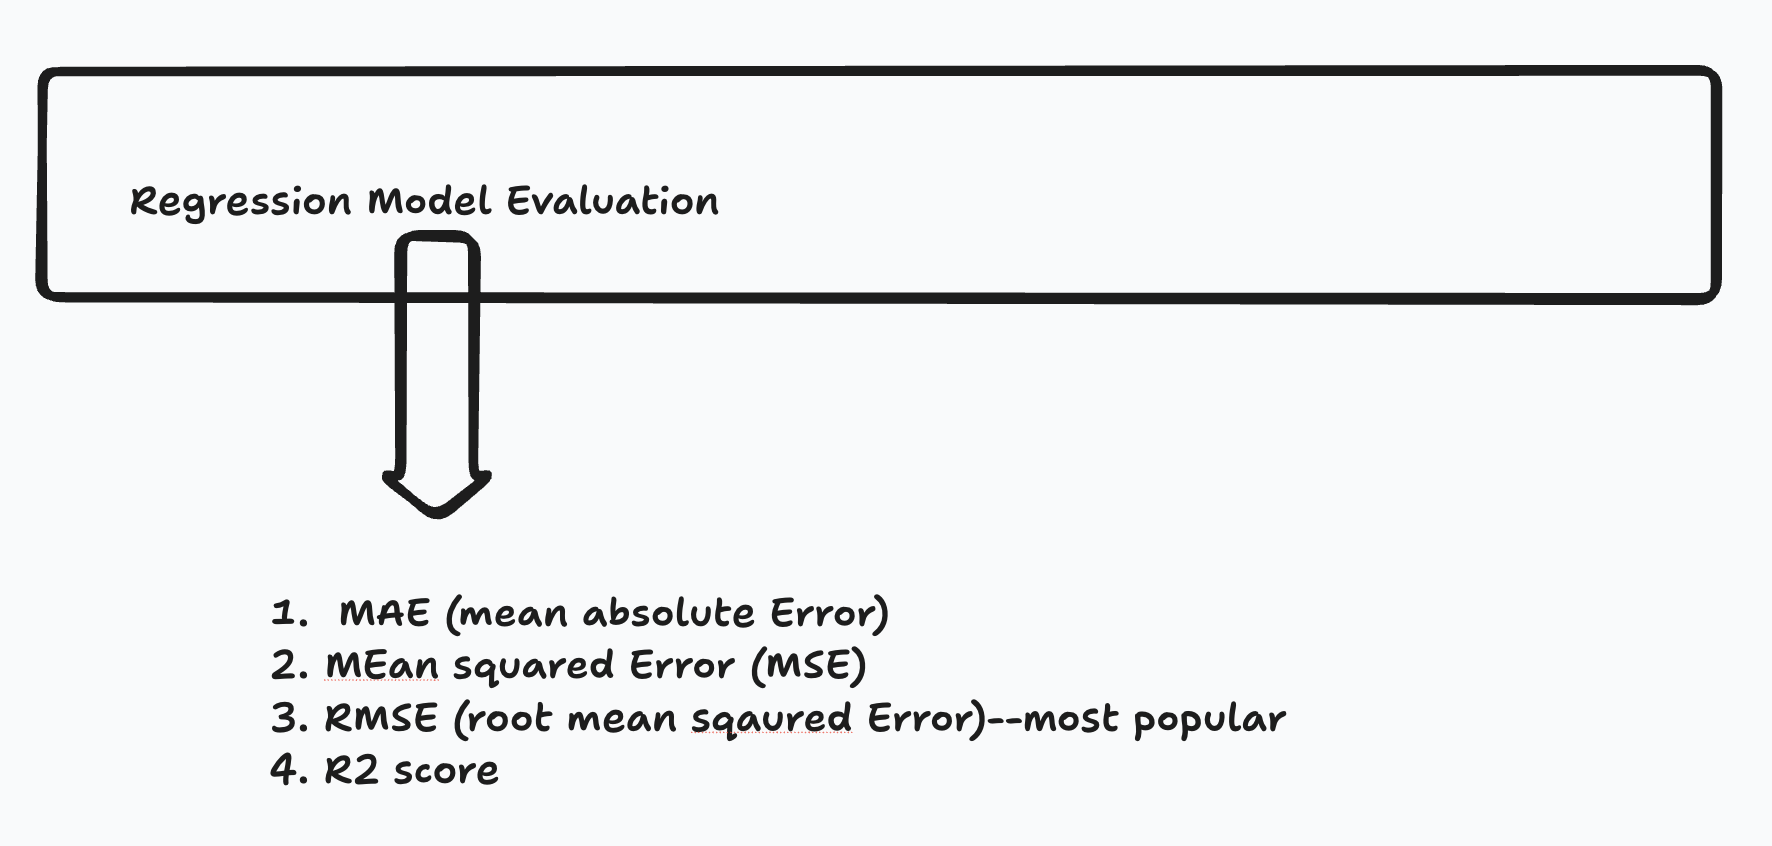 Regression Model Evaluation
1. MAE (mean absolute Error)
2. MEan squared Error (MSE)
3. RMSE (root mean sqaured Error)--most popular
4. R2 score